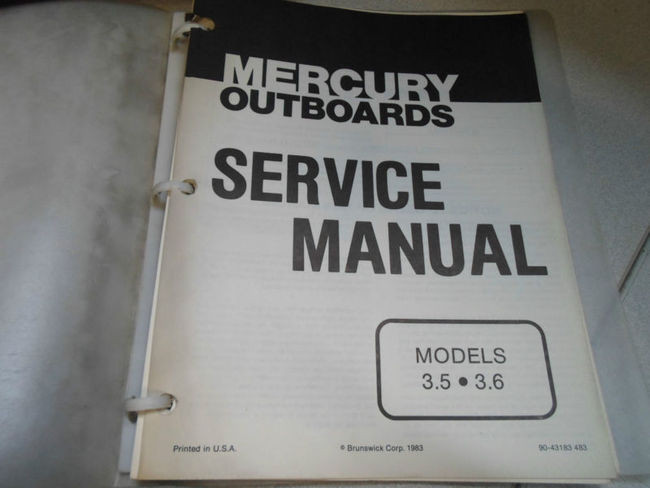 MERCURY
OUTBOARDS
SERVICE
MANUAL
MODELS
3.5 • 3.6
Printed in U.S.A.
© Brunswick Corp. 1983
90-43183 483